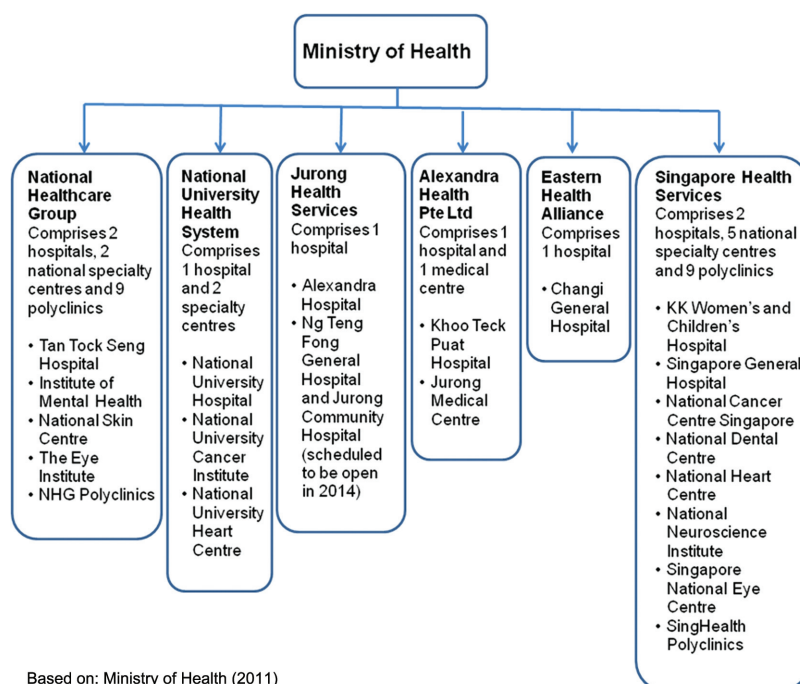 Ministry of Health
National
Healthcare
Group
Comprises 2
hospitals, 2
national specialty
centres and 9
polyclinics
• Tan Tock Seng
Hospital
• Institute of
Mental Health
• National Skin
Centre
• The Eye
Institute
• NHG Polyclinics
National
University
Health
System
Comprises
1 hospital
and 2
specialty
centres
• National
University
Hospital
• National
University
Cancer
Institute
• National
University
Heart
Centre
Jurong
Health
Services
Comprises 1
hospital
• Alexandra
Hospital
• Ng Teng
Fong
General
Hospital
and Jurong
Community
Hospital
(scheduled
to be open
in 2014)
Alexandra
Health
Pte Ltd
Comprises 1
hospital and
1 medical
centre
• Khoo Teck
Puat
Hospital
• Jurong
Medical
Centre
Eastern
Health
Alliance
Comprises
1 hospital
• Changi
General
Hospital
Singapore Health
Services
Comprises 2
hospitals, 5 national
specialty centres
and 9 polyclinics
• KK Women's and
Children's
Hospital
• Singapore General
Hospital
• National Cancer
Centre Singapore
• National Dental
Centre
• National Heart
Centre
• National
Neuroscience
Institute
• Singapore
National Eye
Centre
• SingHealth
Polyclinics
Based on: Ministry of Health (2011)